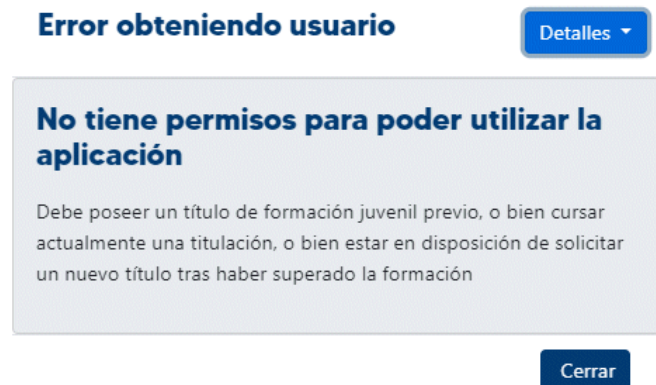 Error obteniendo usuario
Detalles
No tiene permisos para poder utilizar la
aplicación
Debe poseer un título de formación juvenil previo, o bien cursar
actualmente una titulación, o bien estar en disposición de solicitar
un nuevo título tras haber superado la formación
Cerrar